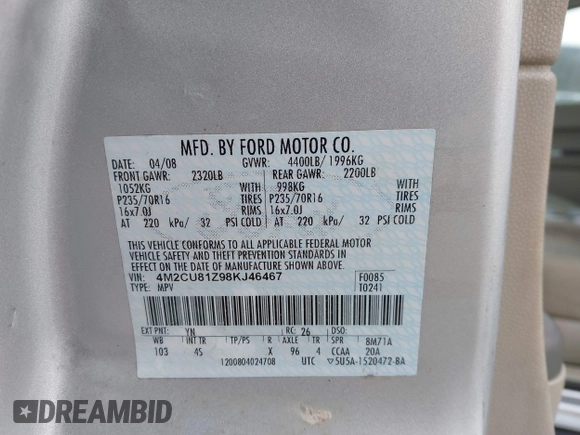 MFD. BY FORD MOTOR CO.
DATE: 04/08 GVWR: 4400LB/ 1996KG
FRONT GAWR: 2320LB REAR GAWR: 2200LB
1052KG WITH 998KG WITH
P235/70R16 TIRES P235/70R16 TIRES
16x7.0J RIMS 16x7.0J RIMS
AT 220 kPa/ 32 PSI COLD AT 220 kPa/ 32 PSI COLD
THIS VEHICLE CONFORMS TO ALL APPLICABLE FEDERAL MOTOR
VEHICLE SAFETY AND THEFT PREVENTION STANDARDS IN
EFFECT ON THE DATE OF MANUFACTURE SHOWN ABOVE.
VIN: 4M2CU81Z98KJ46467 F0085
TYPE: MPV T0241
EXT PNT: YN RC: 26 DSO:
WB INT TR TP/PS R AXLE TR SPR 8M71A
103 45 X 96 4 CCAA 20A
1200804024708 UTC ▽5U5A-1520472-BA
DREAMBID